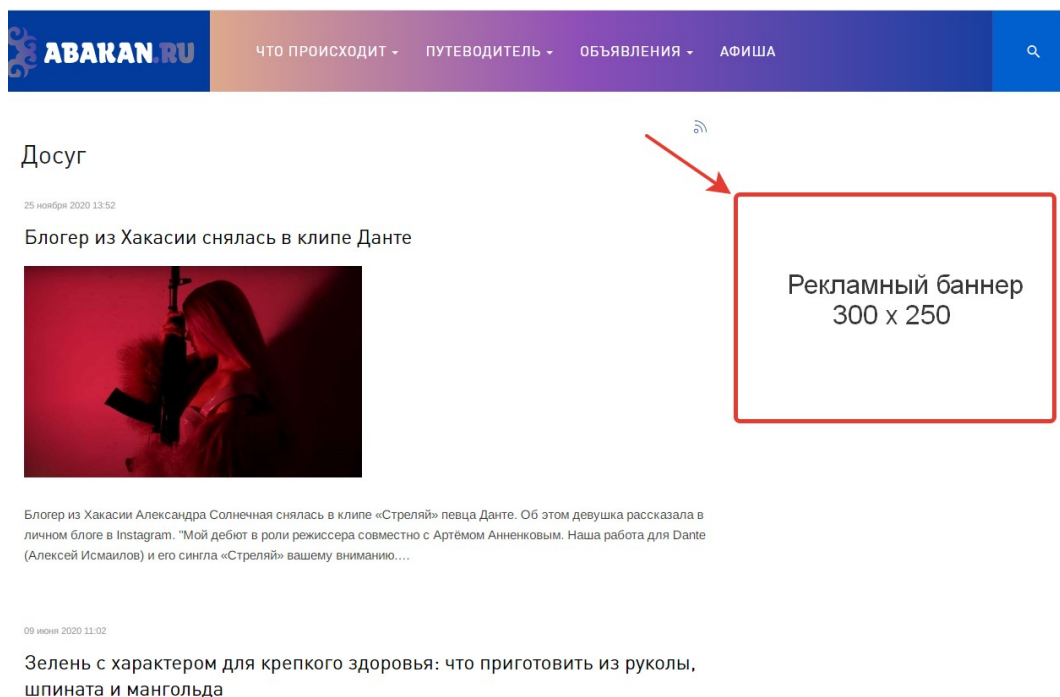 ABAKAN.RU
ЧТО ПРОИСХОДИТ
ПУТЕВОДИТЕЛЬ
ОБЪЯВЛЕНИЯ
АФИША
Досуг
25 ноября 2020 13:52
Блогер из Хакасии снялась в клипе Данте
Рекламный баннер
300 x 250
Блогер из Хакасии Александра Солнечная снялась в клипе «Стреляй» певца Данте. Об этом девушка рассказала в
личном блоге в Instagram. "Мой дебют в роли режиссера совместно с Артёмом Анненковым. Наша работа для Dante
(Алексей Исмаилов) и его сингла «Стреляй» вашему вниманию....
09 июня 2020 11:02
Зелень с характером для крепкого здоровья: что приготовить из руколы,
шпината и мангольда